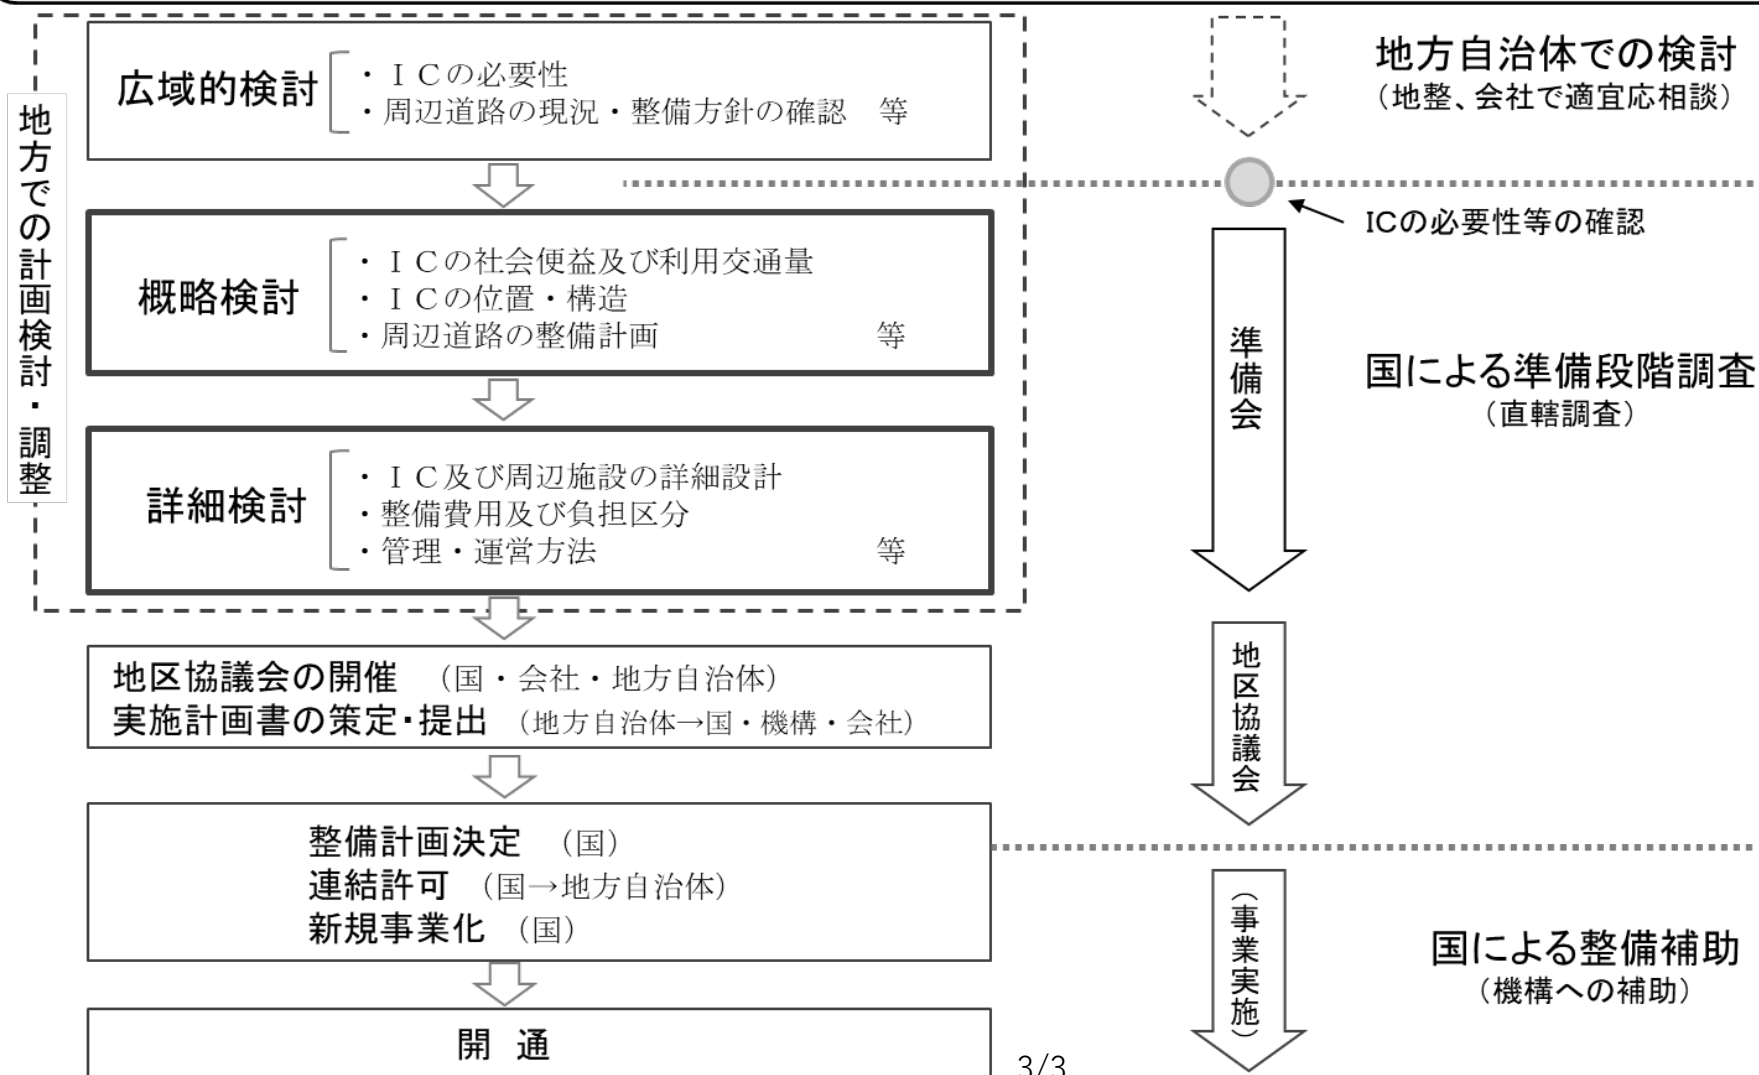 地方での計画検討・調整
広域的検討
・ＩＣの必要性
・周辺道路の現況・整備方針の確認　等
概略検討
・ＩＣの社会便益及び利用交通量
・ＩＣの位置・構造
・周辺道路の整備計画　等
詳細検討
・ＩＣ及び周辺施設の詳細設計
・整備費用及び負担区分
・管理・運営方法　等
地区協議会の開催　（国・会社・地方自治体）
実施計画書の策定・提出　（地方自治体→国・機構・会社）
整備計画決定　（国）
連結許可　（国→地方自治体）
新規事業化　（国）
開　通
地方自治体での検討
（地整、会社で適宜応相談）
ICの必要性等の確認
準備会
国による準備段階調査
（直轄調査）
地区協議会
（事業実施）
国による整備補助
（機構への補助）
3/3